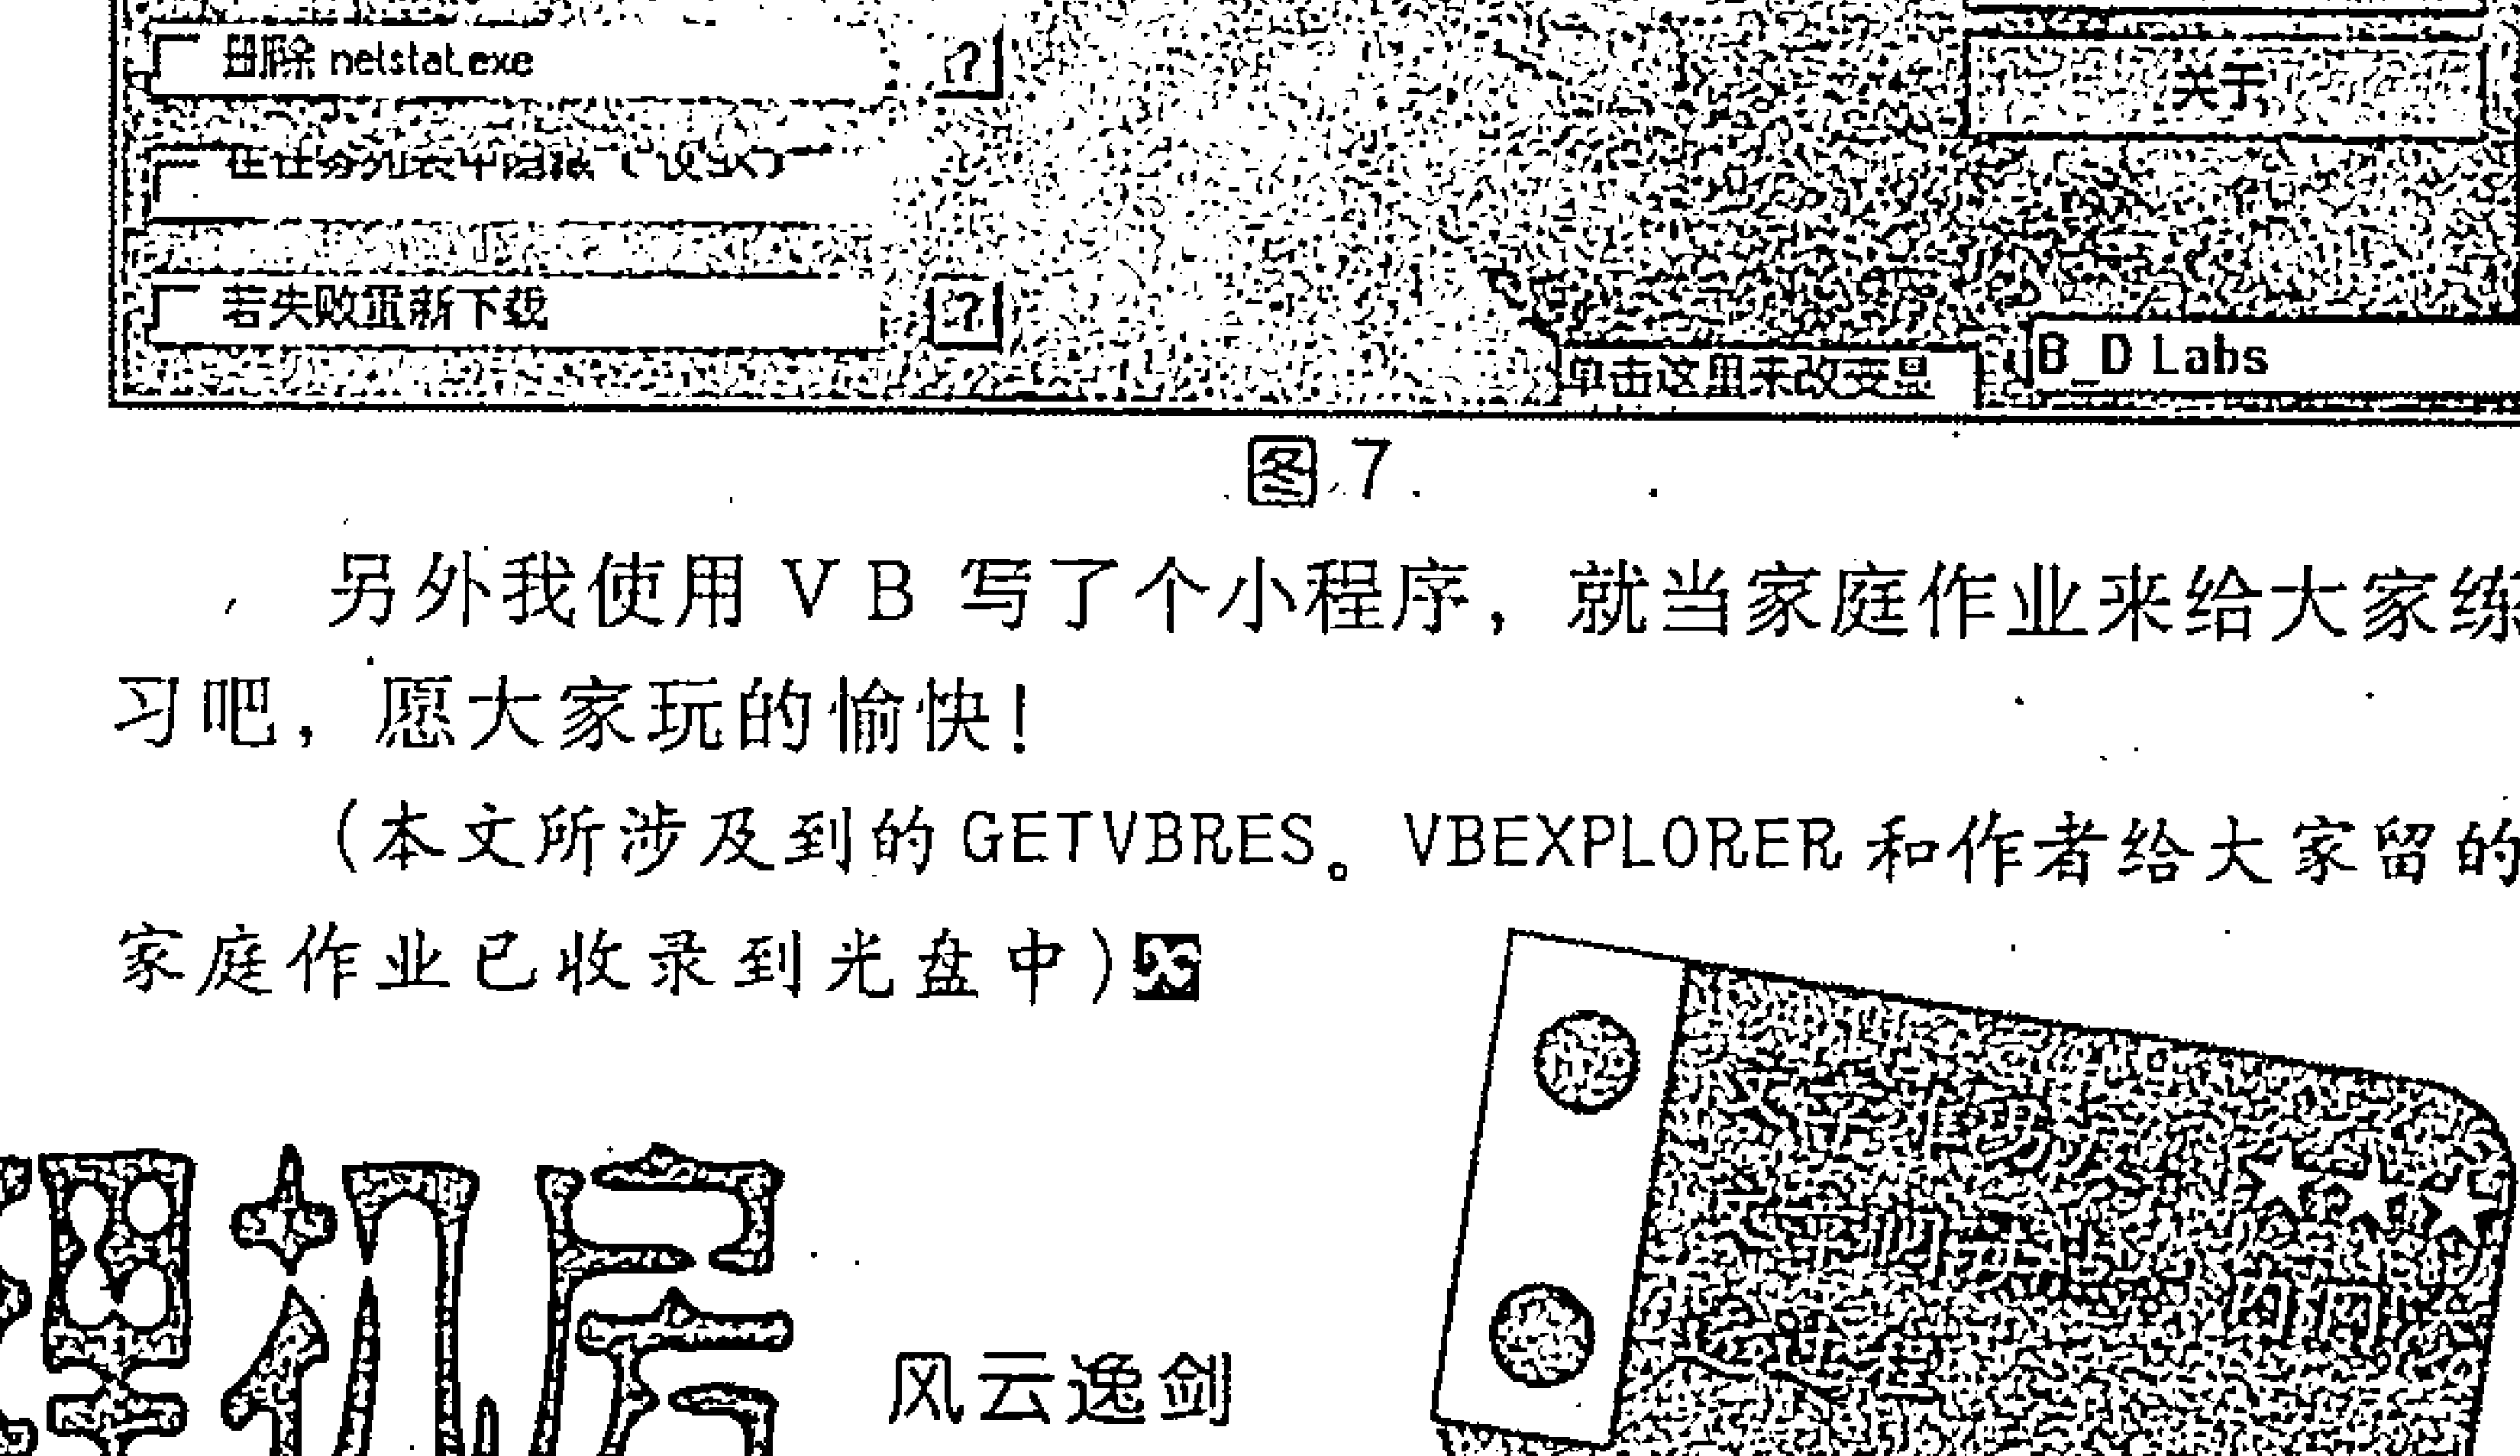 删除 netstat.exe
?
关于
若失败重新下载
?
单击这里来改变显
B_D Labs
图 7
另外我使用 VB 写了个小程序，就当家庭作业来给大家练
习吧，愿大家玩的愉快！
（本文所涉及到的 GETVBRES。VBEXPLORER 和作者给大家留的
家庭作业已收录到光盘中）
风云逸剑